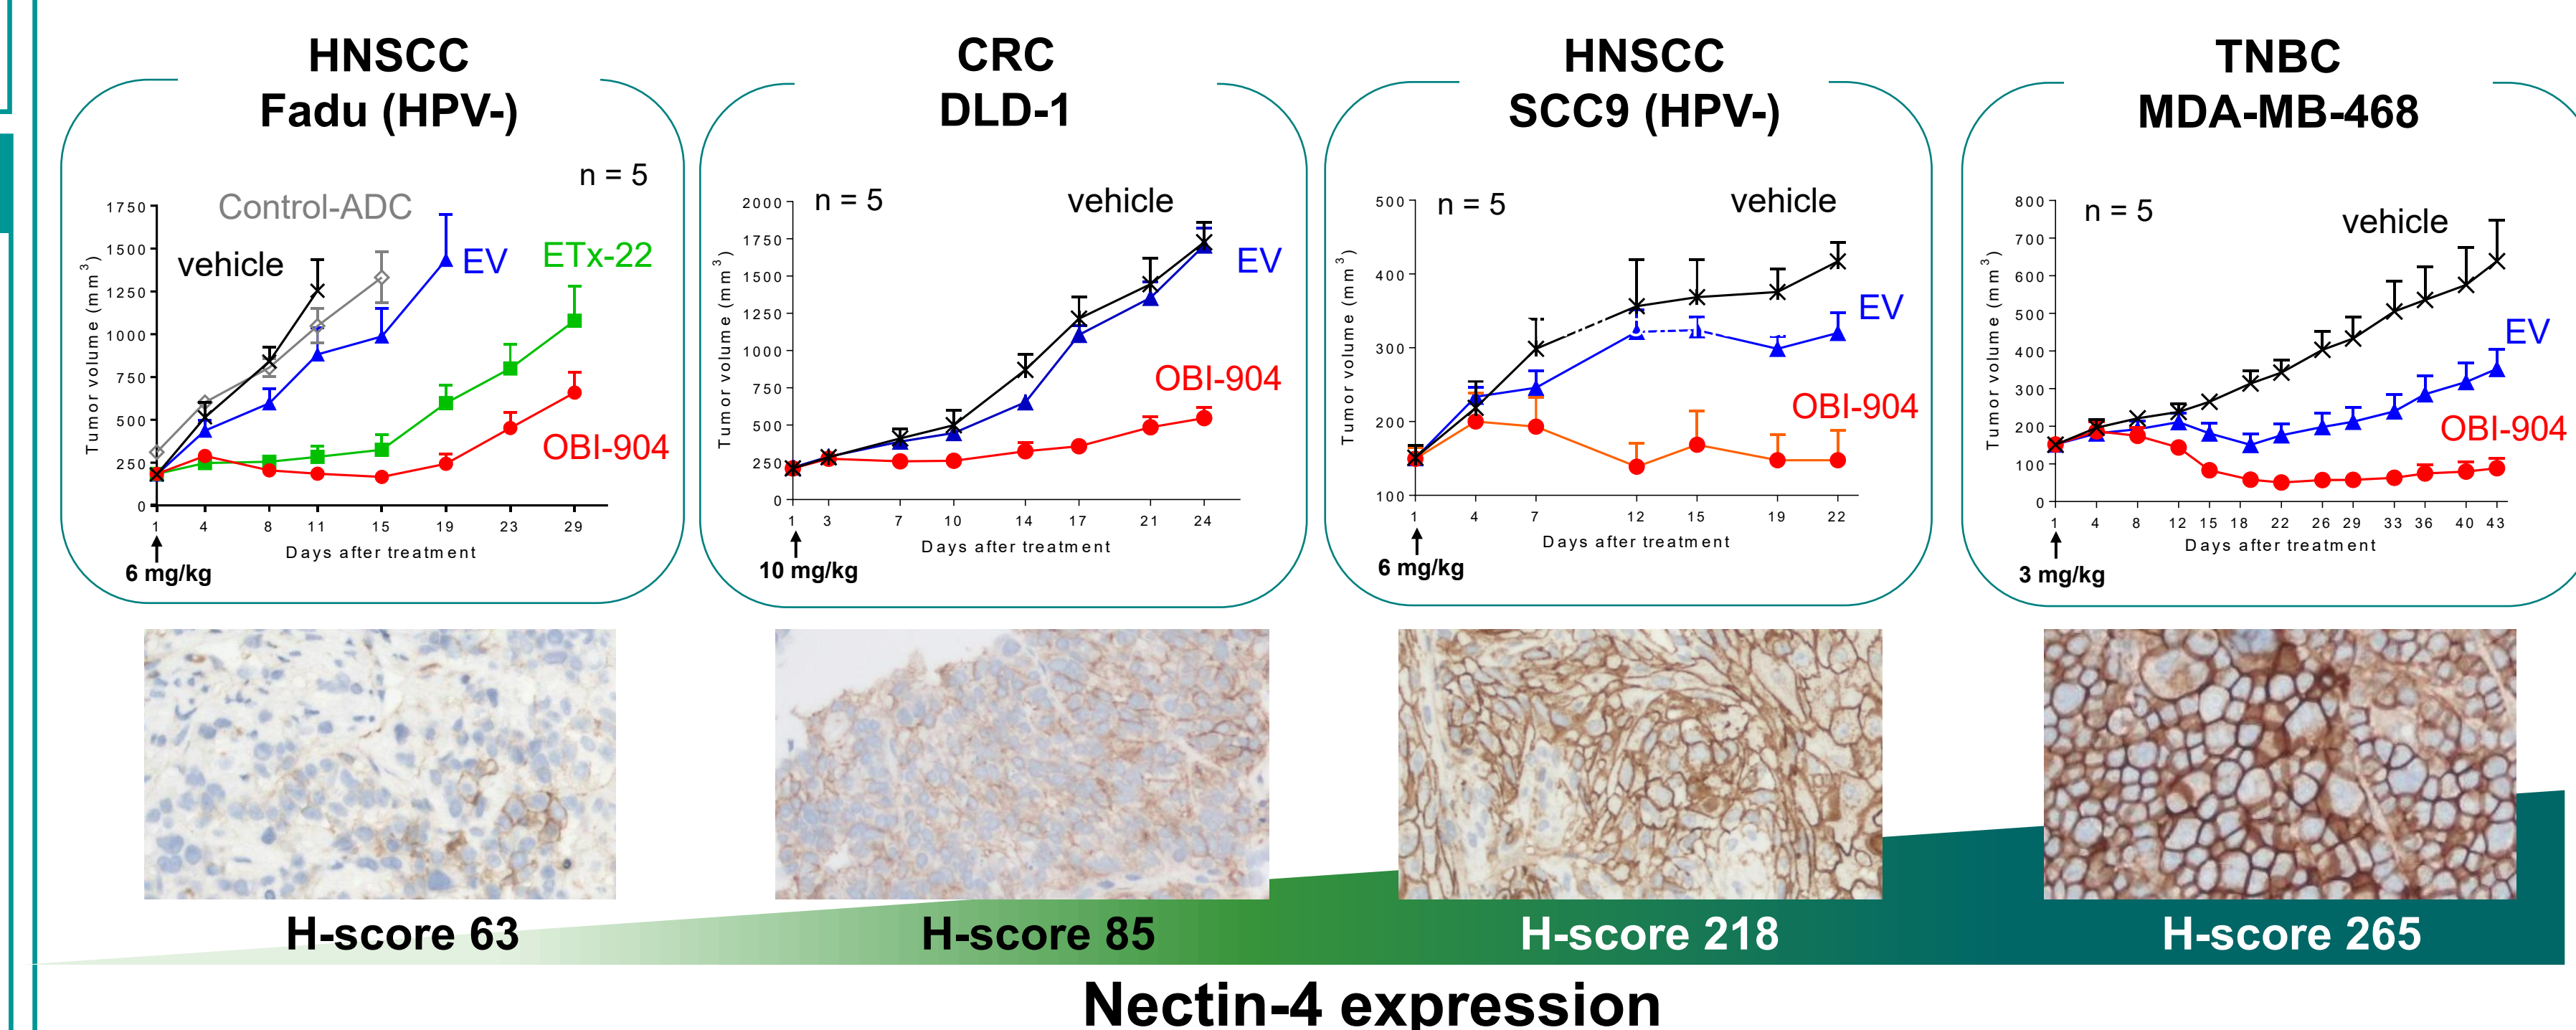 HNSCC
Fadu (HPV-)
n = 5
Control-ADC
vehicle
EV
ETx-22
OBI-904
Tumor volume (mm3)
1750
1500
1250
1000
750
500
250
0
1 4 8 11 15 19 23 29
Days after treatment
6 mg/kg
H-score 63
CRC
DLD-1
n = 5
vehicle
EV
OBI-904
Tumor volume (mm3)
2000
1750
1500
1250
1000
750
500
250
0
1 3 7 10 14 17 21 24
Days after treatment
10 mg/kg
H-score 85
HNSCC
SCC9 (HPV-)
n = 5
vehicle
EV
OBI-904
Tumor volume (mm3)
500
400
300
200
100
1 4 7 12 15 19 22
Days after treatment
6 mg/kg
H-score 218
TNBC
MDA-MB-468
n = 5
vehicle
EV
OBI-904
Tumor volume (mm3)
800
700
600
500
400
300
200
100
0
1 4 8 12 15 18 22 26 29 33 36 40 43
Days after treatment
3 mg/kg
H-score 265
Nectin-4 expression